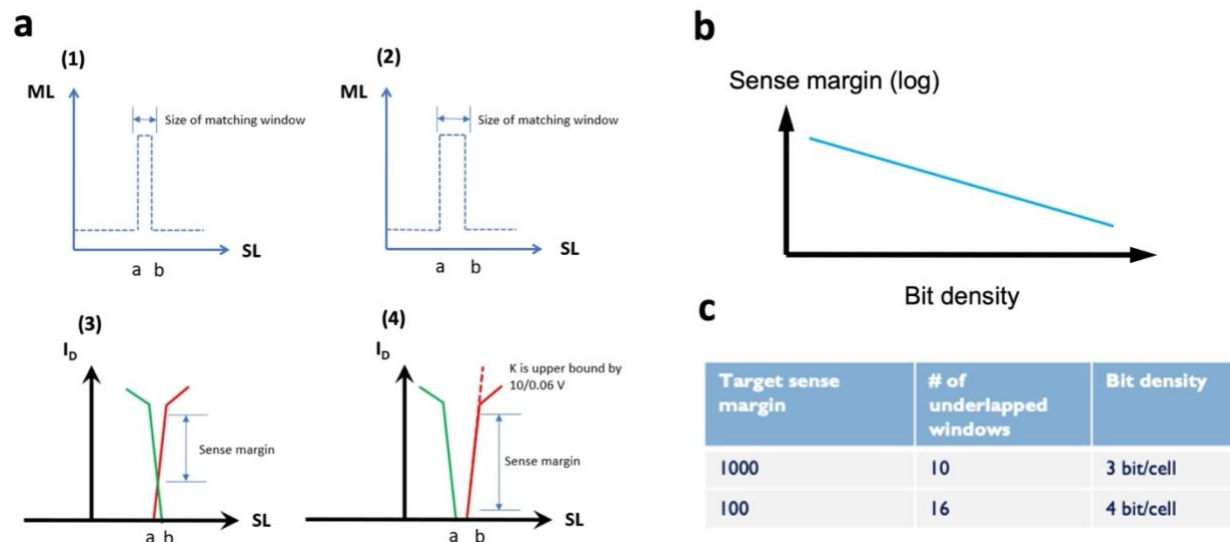 a
(1)
ML
Size of matching window
SL
a b
(2)
ML
Size of matching window
SL
a b
(3)
I_D
Sense margin
SL
a b
(4)
I_D
K is upper bound by
10/0.06 V
Sense margin
SL
a b
b
Sense margin (log)
Bit density
c
Target sense
margin
# of
underlapped
windows
Bit density
1000
10
3 bit/cell
100
16
4 bit/cell